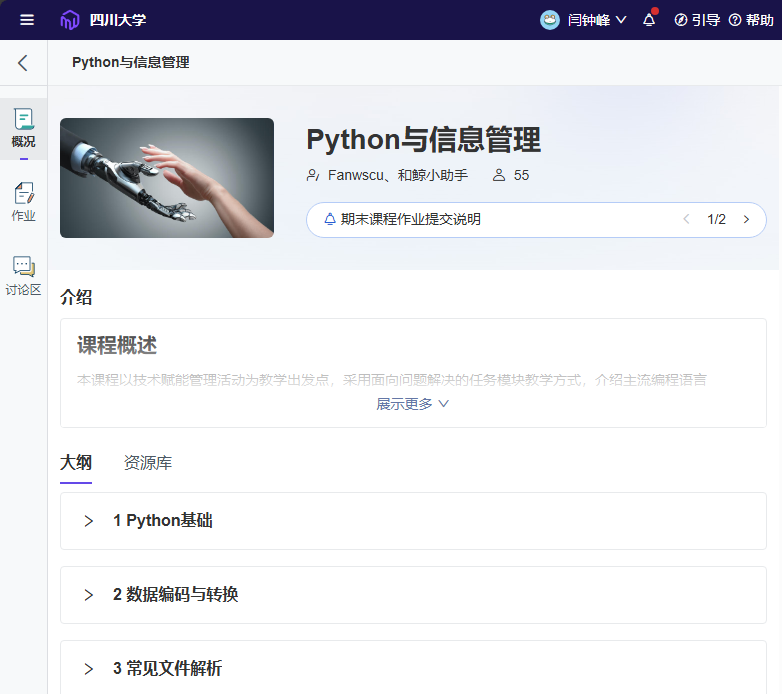 四川大学
闫钟峰
引导
帮助
Python与信息管理
概况
作业
讨论区
Python与信息管理
Fanwscu、和鲸小助手
55
期末课程作业提交说明
1/2
介绍
课程概述
本课程以技术赋能管理活动为教学出发点，采用面向问题解决的任务模块教学方式，介绍主流编程语言
展示更多
大纲
资源库
1 Python基础
2 数据编码与转换
3 常见文件解析